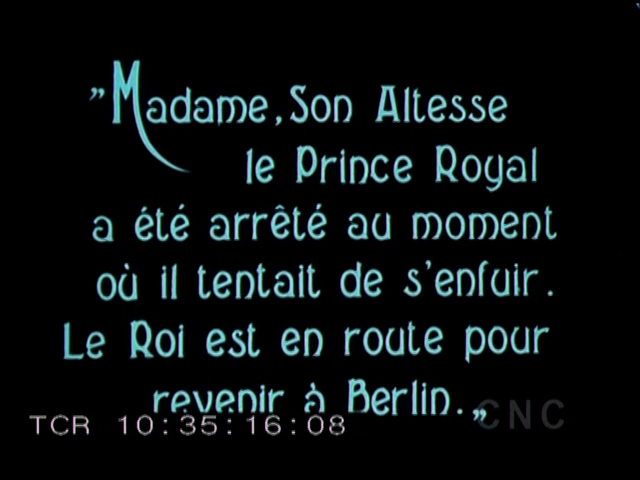 "Madame, Son Altesse
le Prince Royal
a été arrêté au moment
où il tentait de s'enfuir.
Le Roi est en route pour
revenir à Berlin.„
TCR 10:35:16:08
CNC